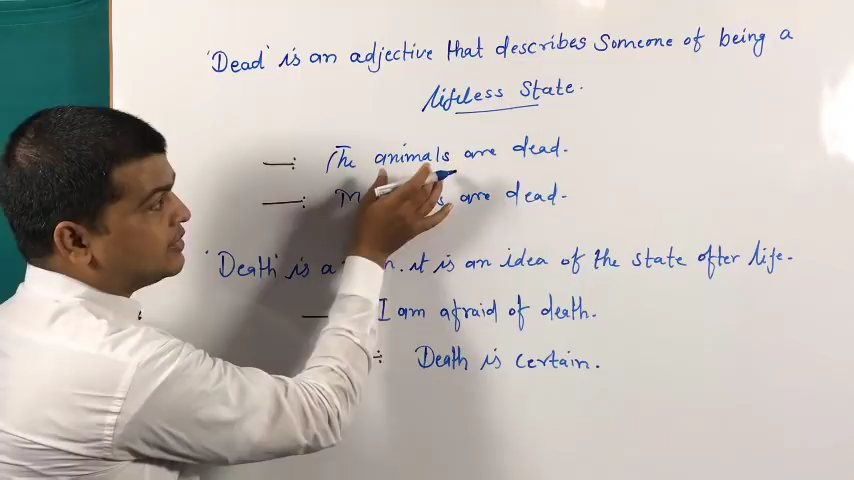 'Dead' is an adjective that describes Someone of being a
lifeless State.
—: The animals are dead.
—: are dead.
'Death' is a it is an idea of the state after life.
I am afraid of death.
Death is certain.